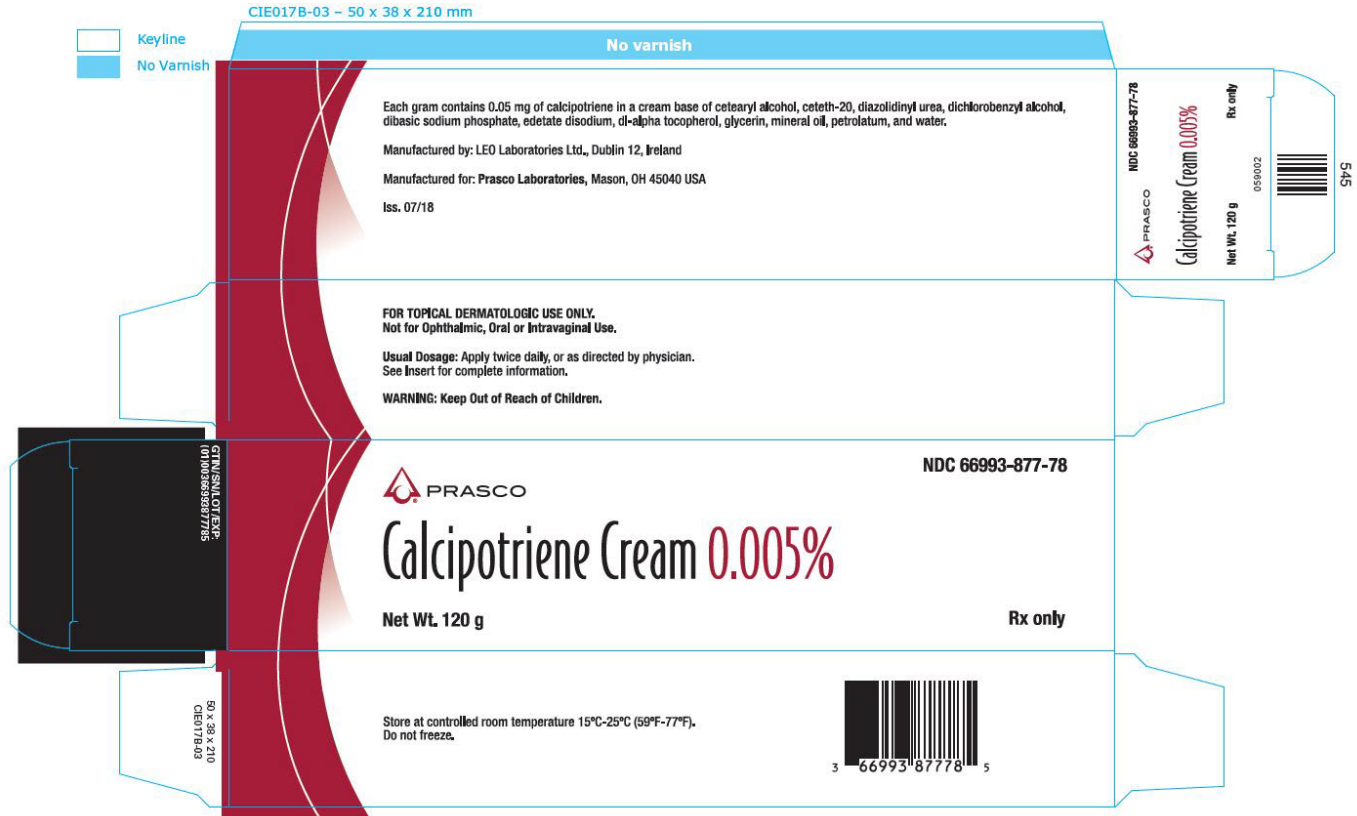 CIE017B-03 – 50 x 38 x 210 mm
Keyline
No Varnish
No varnish
Each gram contains 0.05 mg of calcipotriene in a cream base of cetearyl alcohol, ceteth-20, diazolidinyl urea, dichlorobenzyl alcohol,
dibasic sodium phosphate, edetate disodium, dl-alpha tocopherol, glycerin, mineral oil, petrolatum, and water.
Manufactured by: LEO Laboratories Ltd., Dublin 12, Ireland
Manufactured for: Prasco Laboratories, Mason, OH 45040 USA
Iss. 07/18
NDC 66993-877-78
PRASCO
Calcipotriene Cream 0.005%
Rx only
Net Wt. 120 g
059002
545
FOR TOPICAL DERMATOLOGIC USE ONLY.
Not for Ophthalmic, Oral or Intravaginal Use.
Usual Dosage: Apply twice daily, or as directed by physician.
See Insert for complete information.
WARNING: Keep Out of Reach of Children.
GTIN/SN/LOT/EXP:
(01)00366993877785
NDC 66993-877-78
PRASCO
Calcipotriene Cream 0.005%
Net Wt. 120 g
Rx only
50 x 38 x 210
CIE017B-03
Store at controlled room temperature 15ºC-25ºC (59ºF-77ºF).
Do not freeze.
3 66993 87778 5